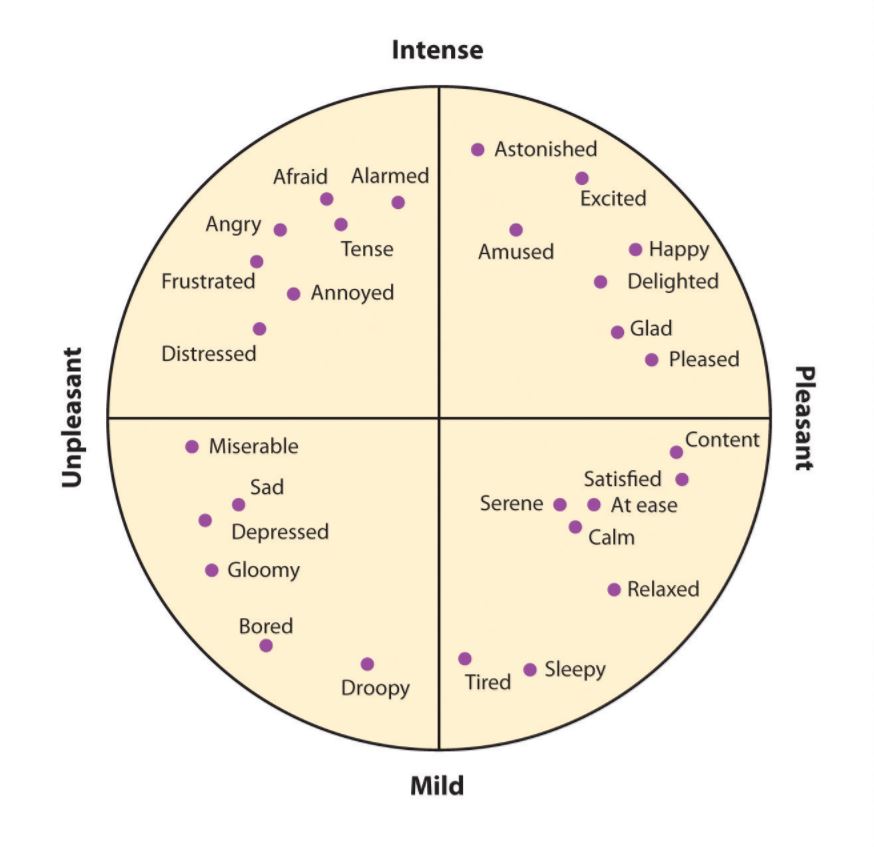 Intense
Astonished
Afraid
Alarmed
Excited
Angry
Tense
Amused
Happy
Frustrated
Annoyed
Delighted
Glad
Distressed
Pleased
Unpleasant
Pleasant
Miserable
Content
Sad
Satisfied
Depressed
Serene
At ease
Calm
Gloomy
Relaxed
Bored
Droopy
Tired
Sleepy
Mild